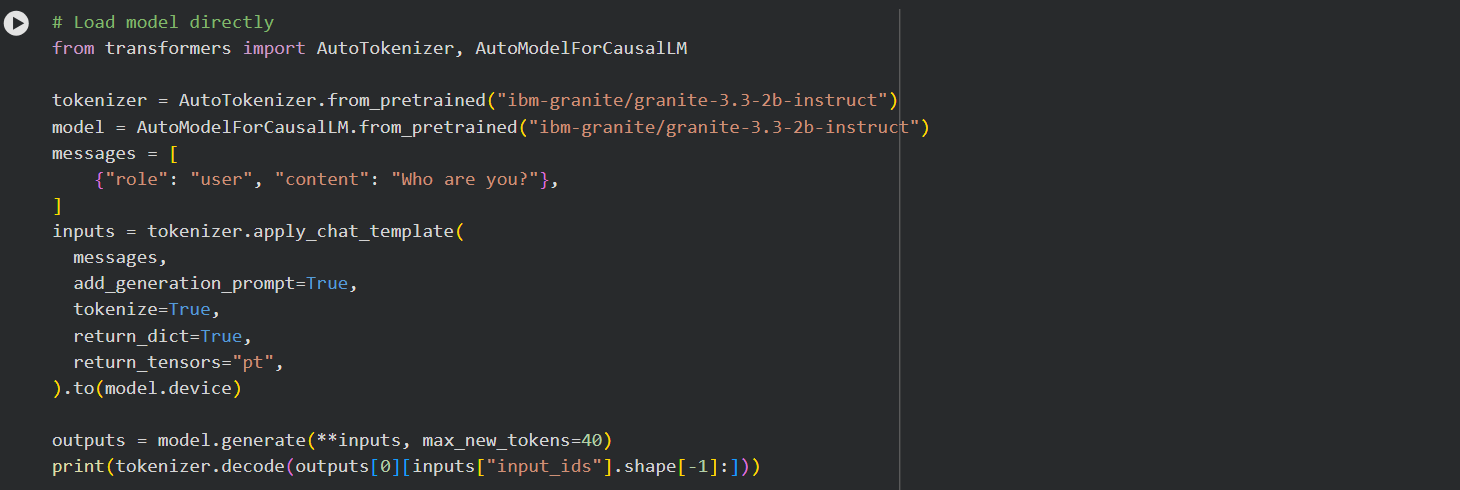 # Load model directly
from transformers import AutoTokenizer, AutoModelForCausalLM

tokenizer = AutoTokenizer.from_pretrained("ibm-granite/granite-3.3-2b-instruct")
model = AutoModelForCausalLM.from_pretrained("ibm-granite/granite-3.3-2b-instruct")
messages = [
    {"role": "user", "content": "Who are you?"},
]
inputs = tokenizer.apply_chat_template(
  messages,
  add_generation_prompt=True,
  tokenize=True,
  return_dict=True,
  return_tensors="pt",
).to(model.device)

outputs = model.generate(**inputs, max_new_tokens=40)
print(tokenizer.decode(outputs[0][inputs["input_ids"].shape[-1]:]))